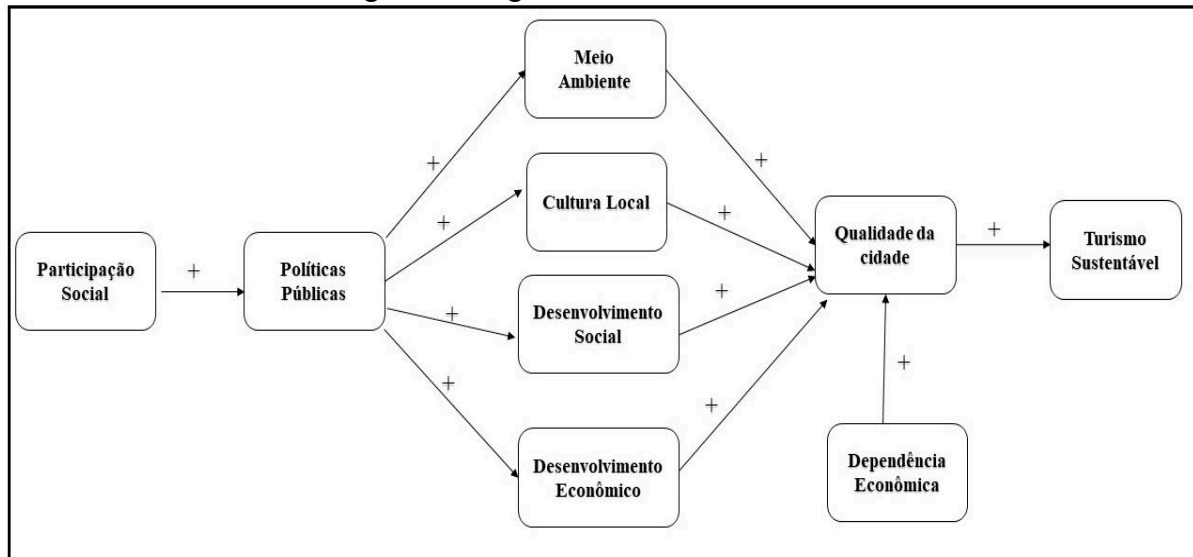 Meio
Ambiente
+
+
Cultura Local
+
+
Participação
Social
+
Políticas
Públicas
Qualidade da
cidade
+
Turismo
Sustentável
+
Desenvolvimento
Social
+
+
Desenvolvimento
Econômico
+
Dependência
Econômica
+